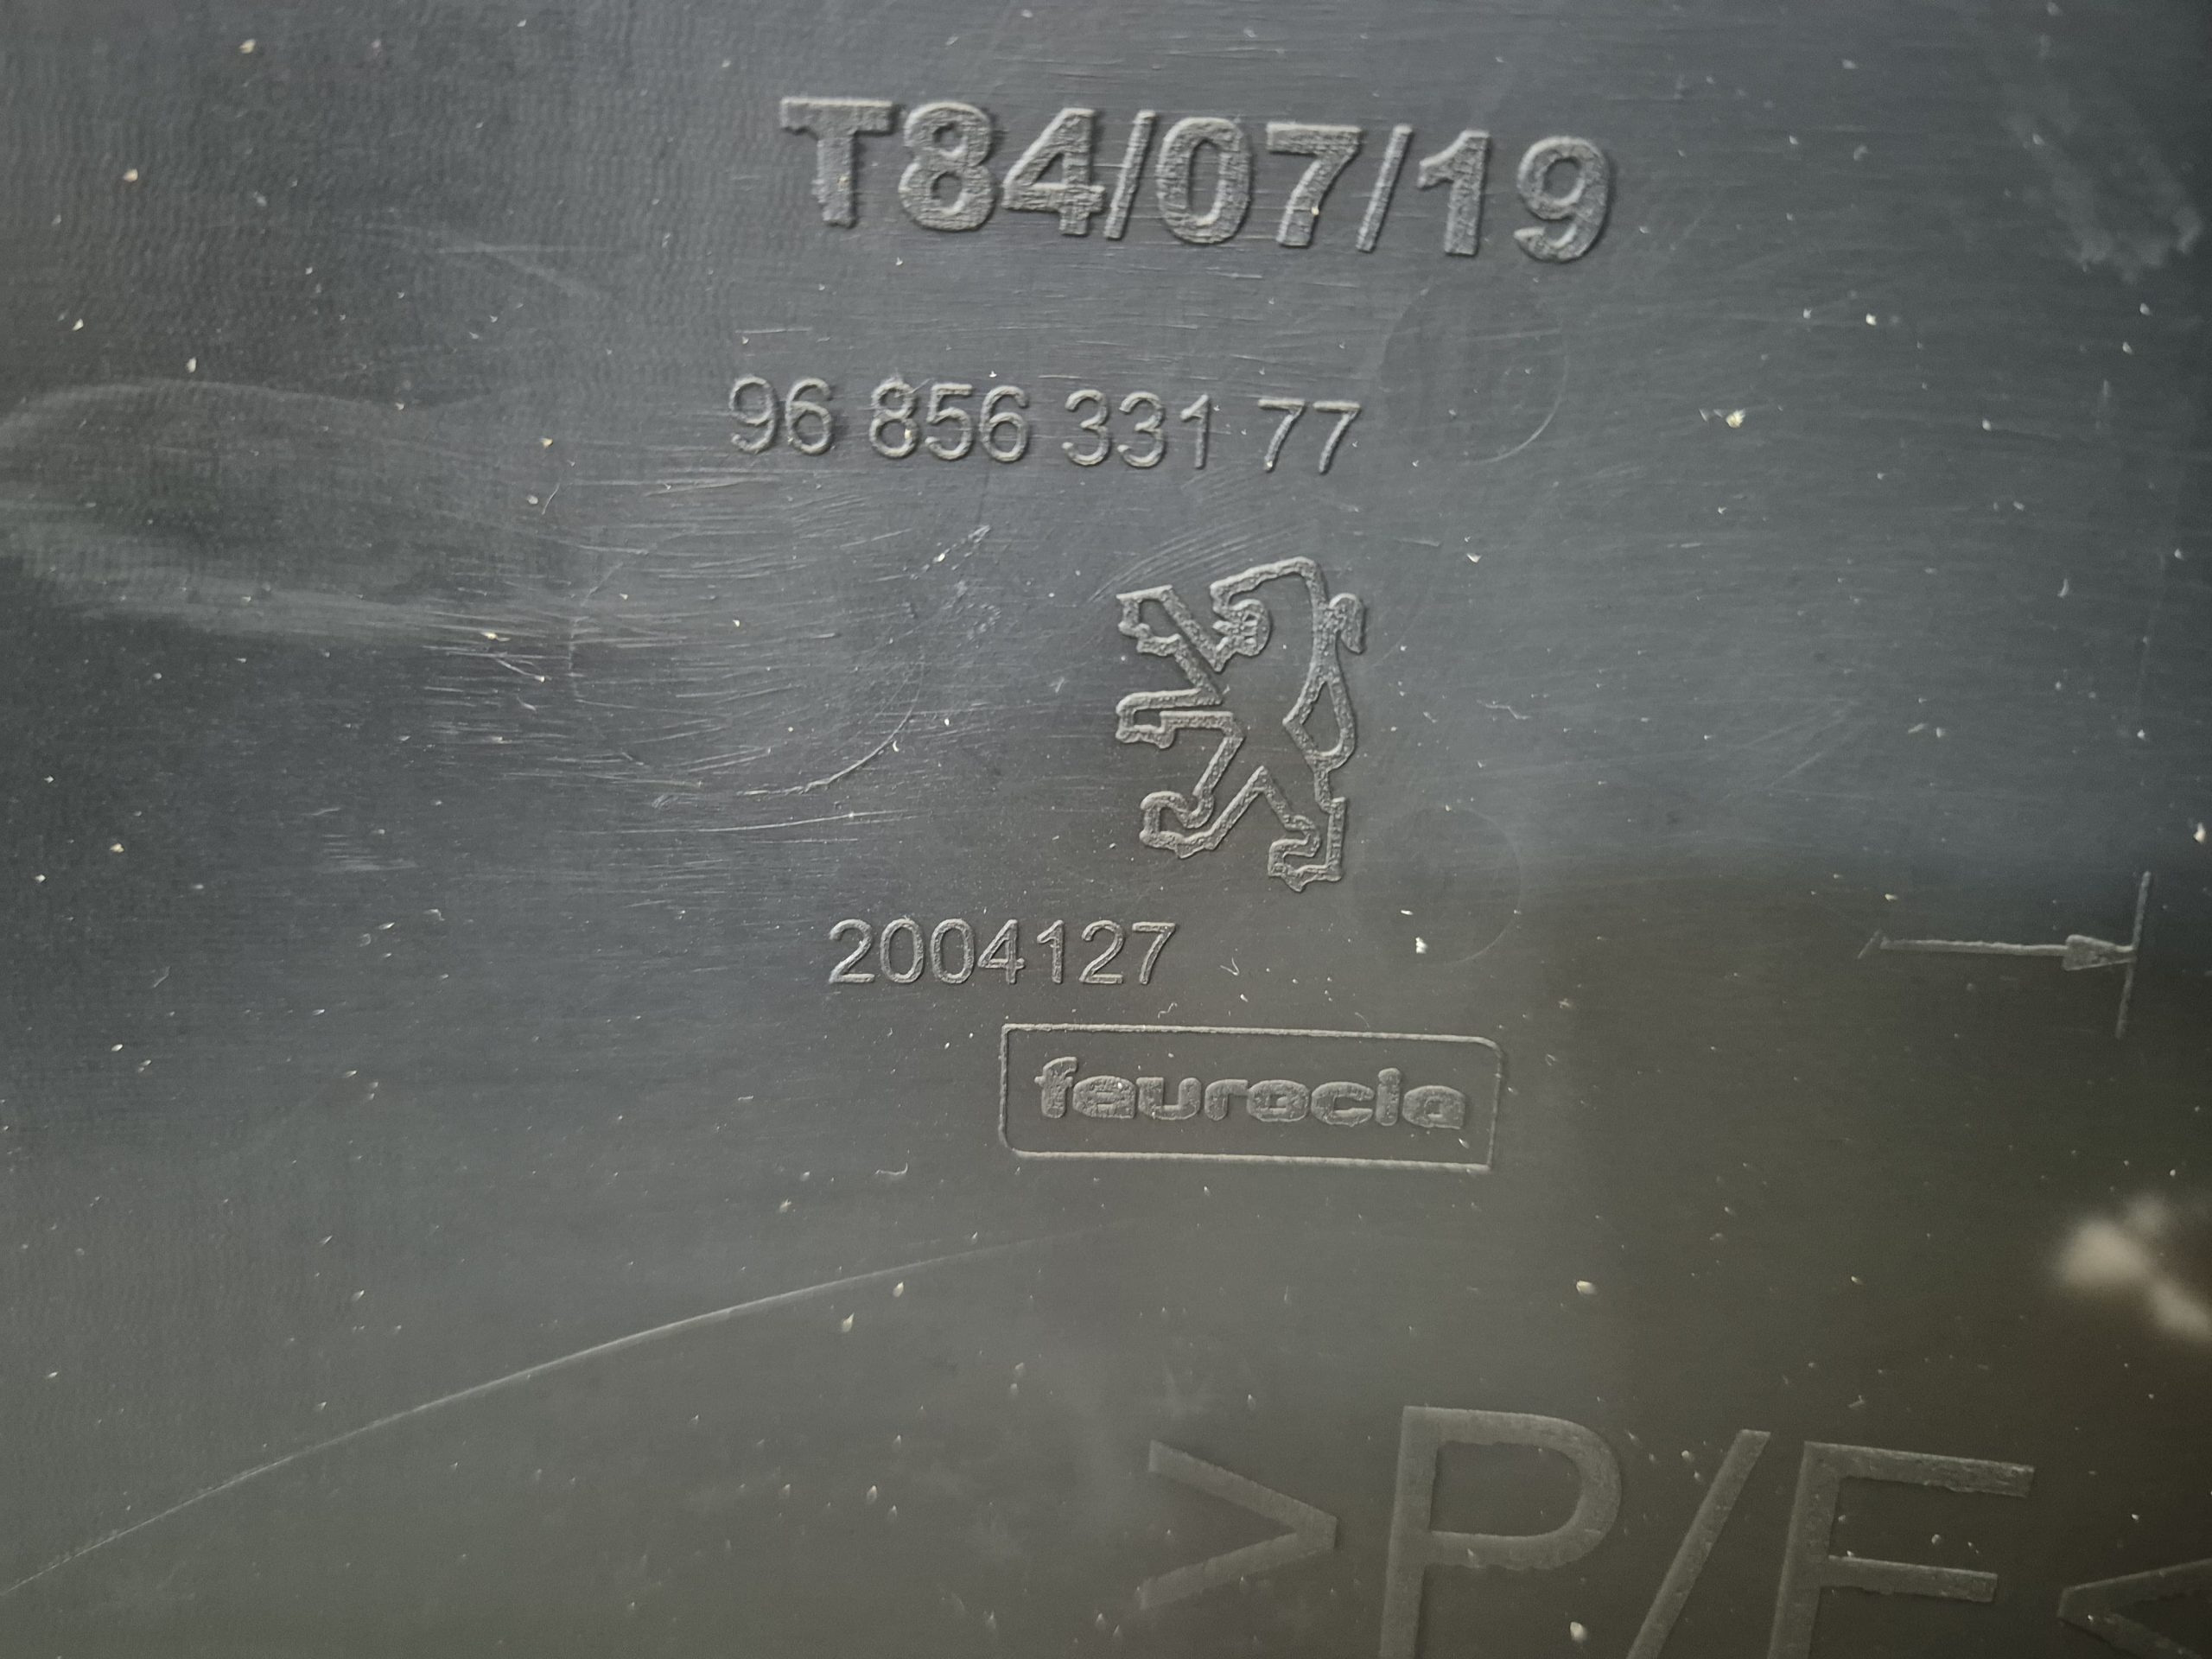 T84/07/19
96 856 331 77
2004127
faurecia
>P/E<